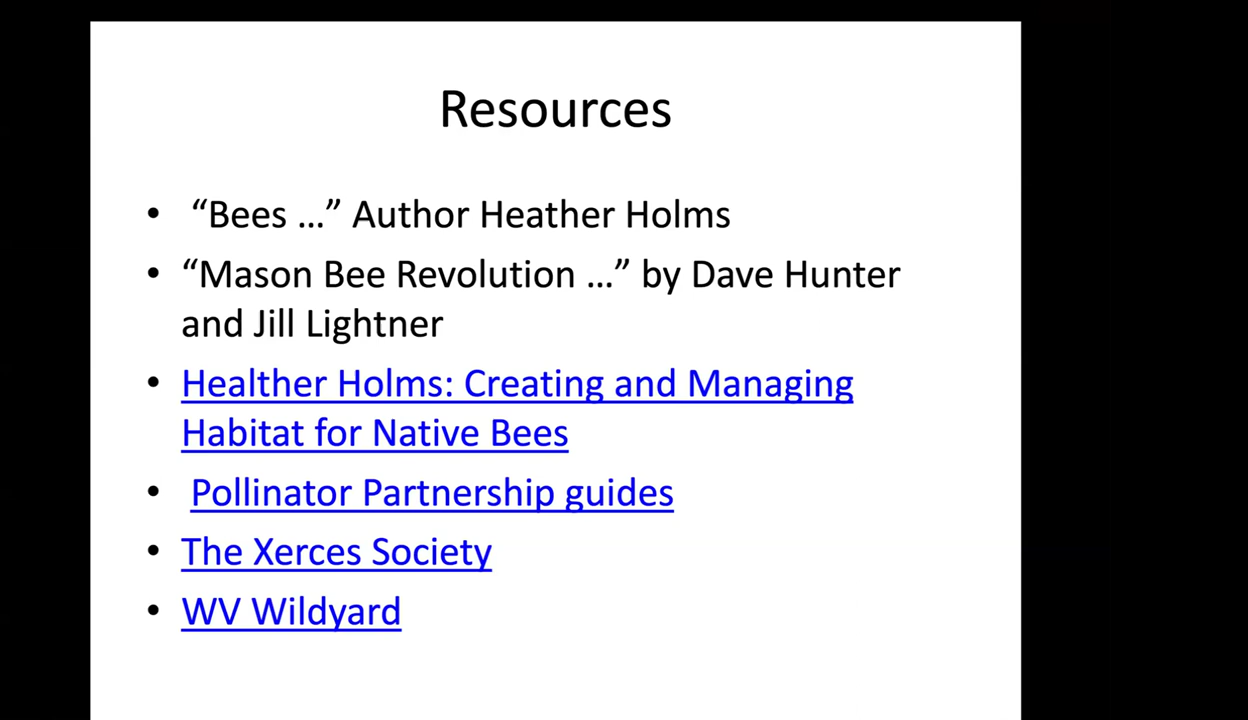 Resources
• “Bees ...” Author Heather Holms
• “Mason Bee Revolution ...” by Dave Hunter
and Jill Lightner
• Healther Holms: Creating and Managing
Habitat for Native Bees
• Pollinator Partnership guides
• The Xerces Society
• WV Wildyard